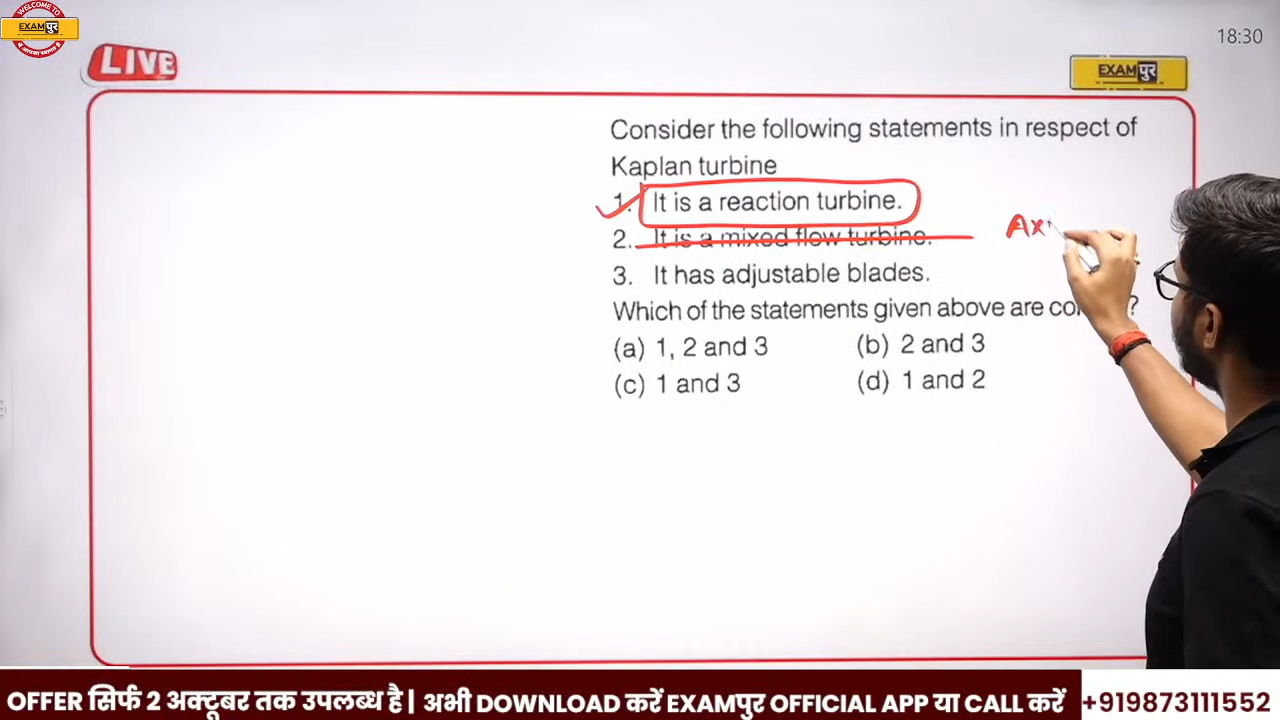 WELCOME TO
EXAMपुर
18:30
LIVE
EXAMपुर
Consider the following statements in respect of
Kaplan turbine
1. It is a reaction turbine.
2. It is a mixed flow turbine.
Ax
3. It has adjustable blades.
Which of the statements given above are
?
(a) 1, 2 and 3 (b) 2 and 3
(c) 1 and 3 (d) 1 and 2
OFFER सिर्फ 2 अक्टूबर तक उपलब्ध है | अभी DOWNLOAD करें EXAMपुर OFFICIAL APP या CALL करें +919873111552